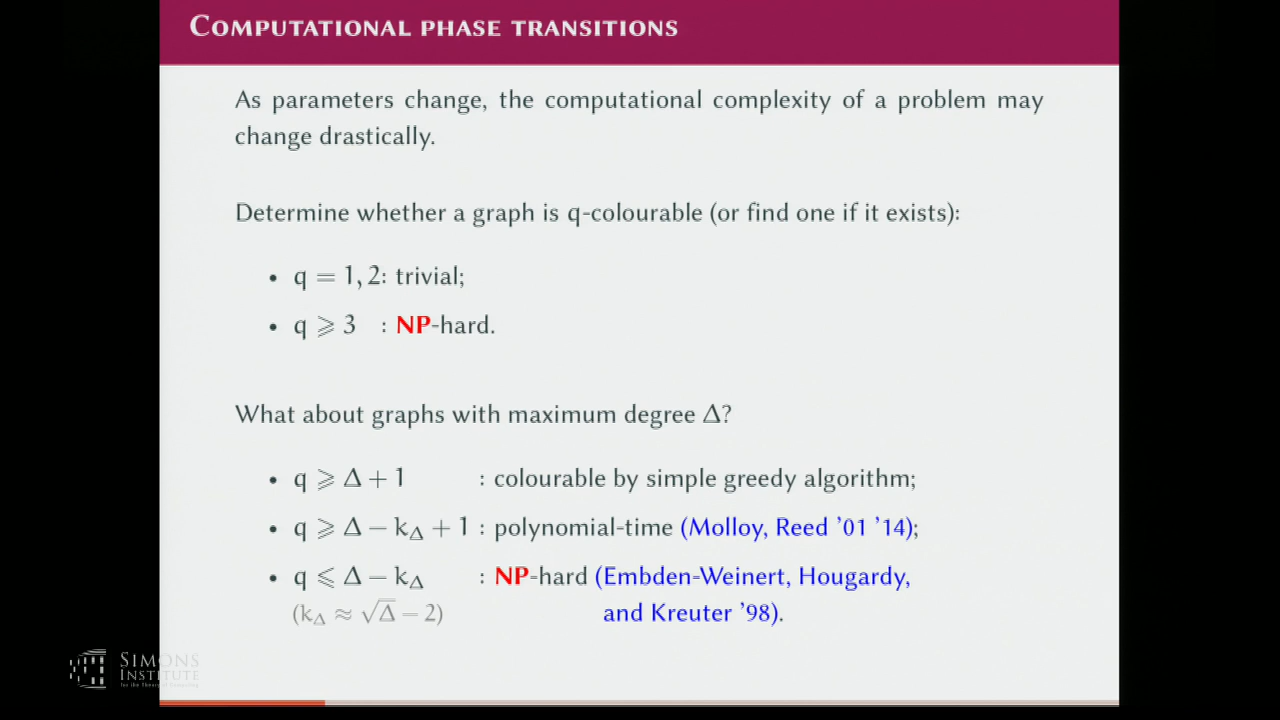 Computational phase transitions
As parameters change, the computational complexity of a problem may
change drastically.
Determine whether a graph is q-colourable (or find one if it exists):
• q = 1, 2: trivial;
• q ⩾ 3 : NP-hard.
What about graphs with maximum degree Δ?
• q ⩾ Δ + 1 : colourable by simple greedy algorithm;
• q ⩾ Δ − k_Δ + 1 : polynomial-time (Molloy, Reed '01 '14);
• q ⩽ Δ − k_Δ : NP-hard (Embden-Weinert, Hougardy,
(k_Δ ≈ √Δ − 2) and Kreuter '98).
Simons
Institute